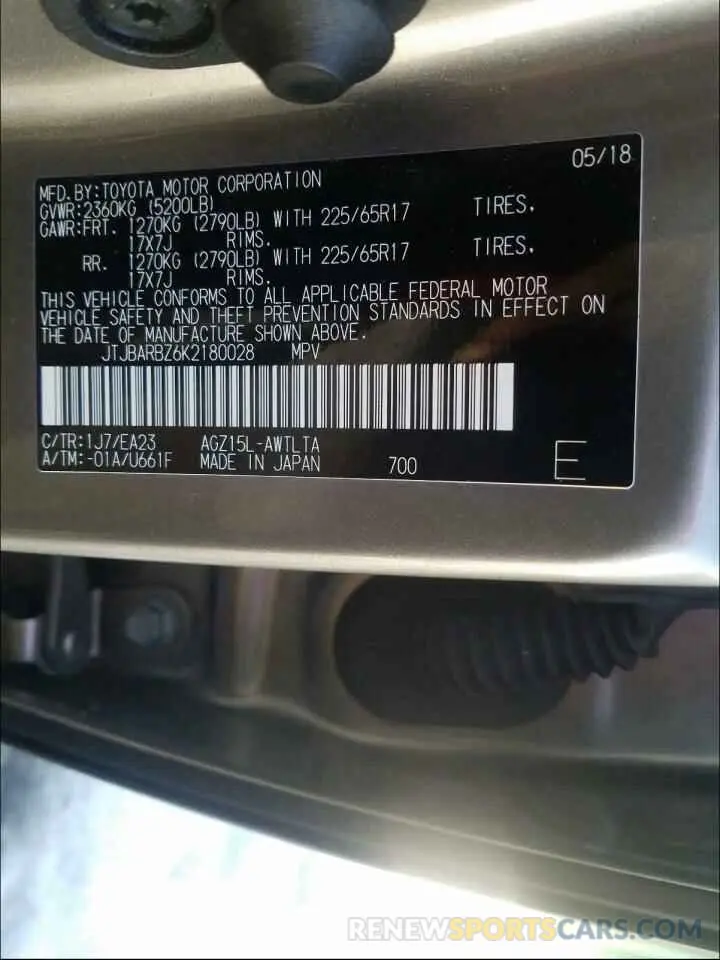 05/18
MFD.BY:TOYOTA MOTOR CORPORATION
GVWR:2360KG (5200LB)
GAWR:FRT. 1270KG (2790LB) WITH 225/65R17 TIRES.
17X7J RIMS.
RR. 1270KG (2790LB) WITH 225/65R17 TIRES.
17X7J RIMS.
THIS VEHICLE CONFORMS TO ALL APPLICABLE FEDERAL MOTOR
VEHICLE SAFETY AND THEFT PREVENTION STANDARDS IN EFFECT ON
THE DATE OF MANUFACTURE SHOWN ABOVE.
JTJBARBZ6K2180028 MPV
C/TR:1J7/EA23 AGZ15L-AWTLTA
A/TM:-01A/U661F MADE IN JAPAN 700 E
RENEWSPORTSCARS.COM